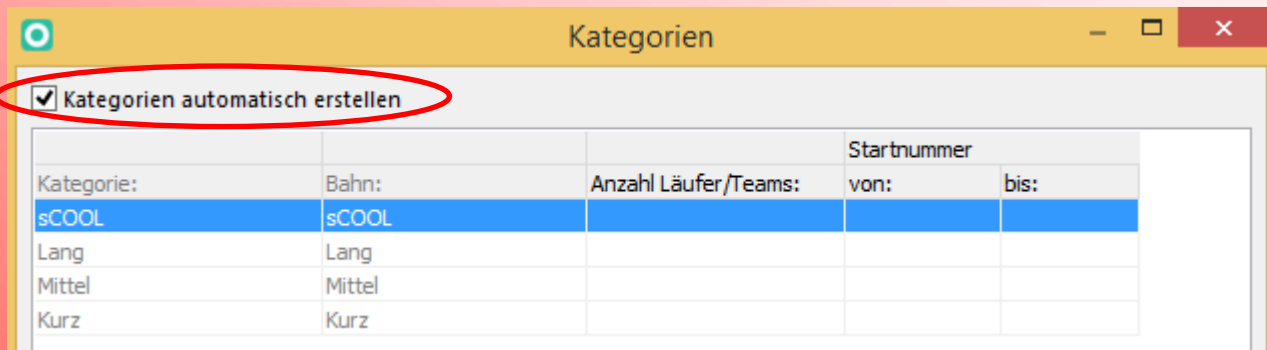 Kategorien
Kategorien automatisch erstellen
Startnummer
Kategorie: Bahn: Anzahl Läufer/Teams: von: bis:
sCOOL sCOOL
Lang Lang
Mittel Mittel
Kurz Kurz